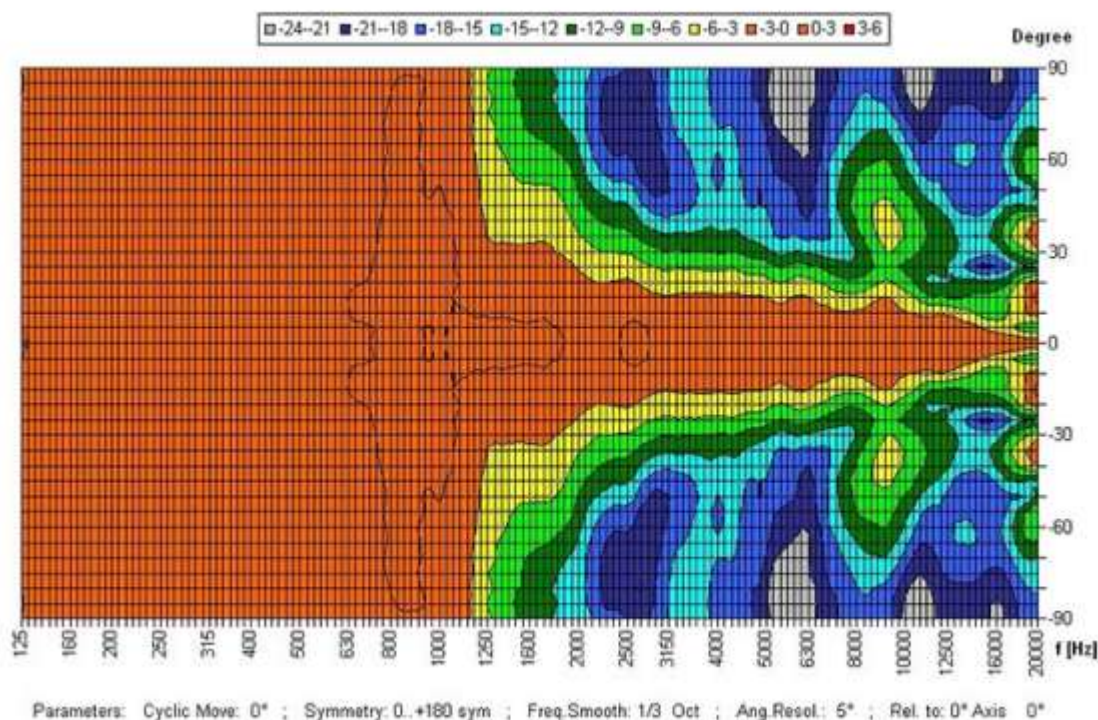 -24--21 -21--18 -18--15 -15--12 -12--9 -9--6 -6--3 -3-0 0-3 3-6
Degree
90
60
30
0
-30
-60
-90
125 160 200 250 315 400 500 630 800 1000 1250 1600 2000 2500 3150 4000 5000 6300 8000 10000 12500 16000 20000
f [Hz]
Parameters: Cyclic Move: 0° ; Symmetry: 0..+180 sym ; Freq.Smooth: 1/3 Oct ; Ang.Resol.: 5° ; Rel. to: 0° Axis 0°